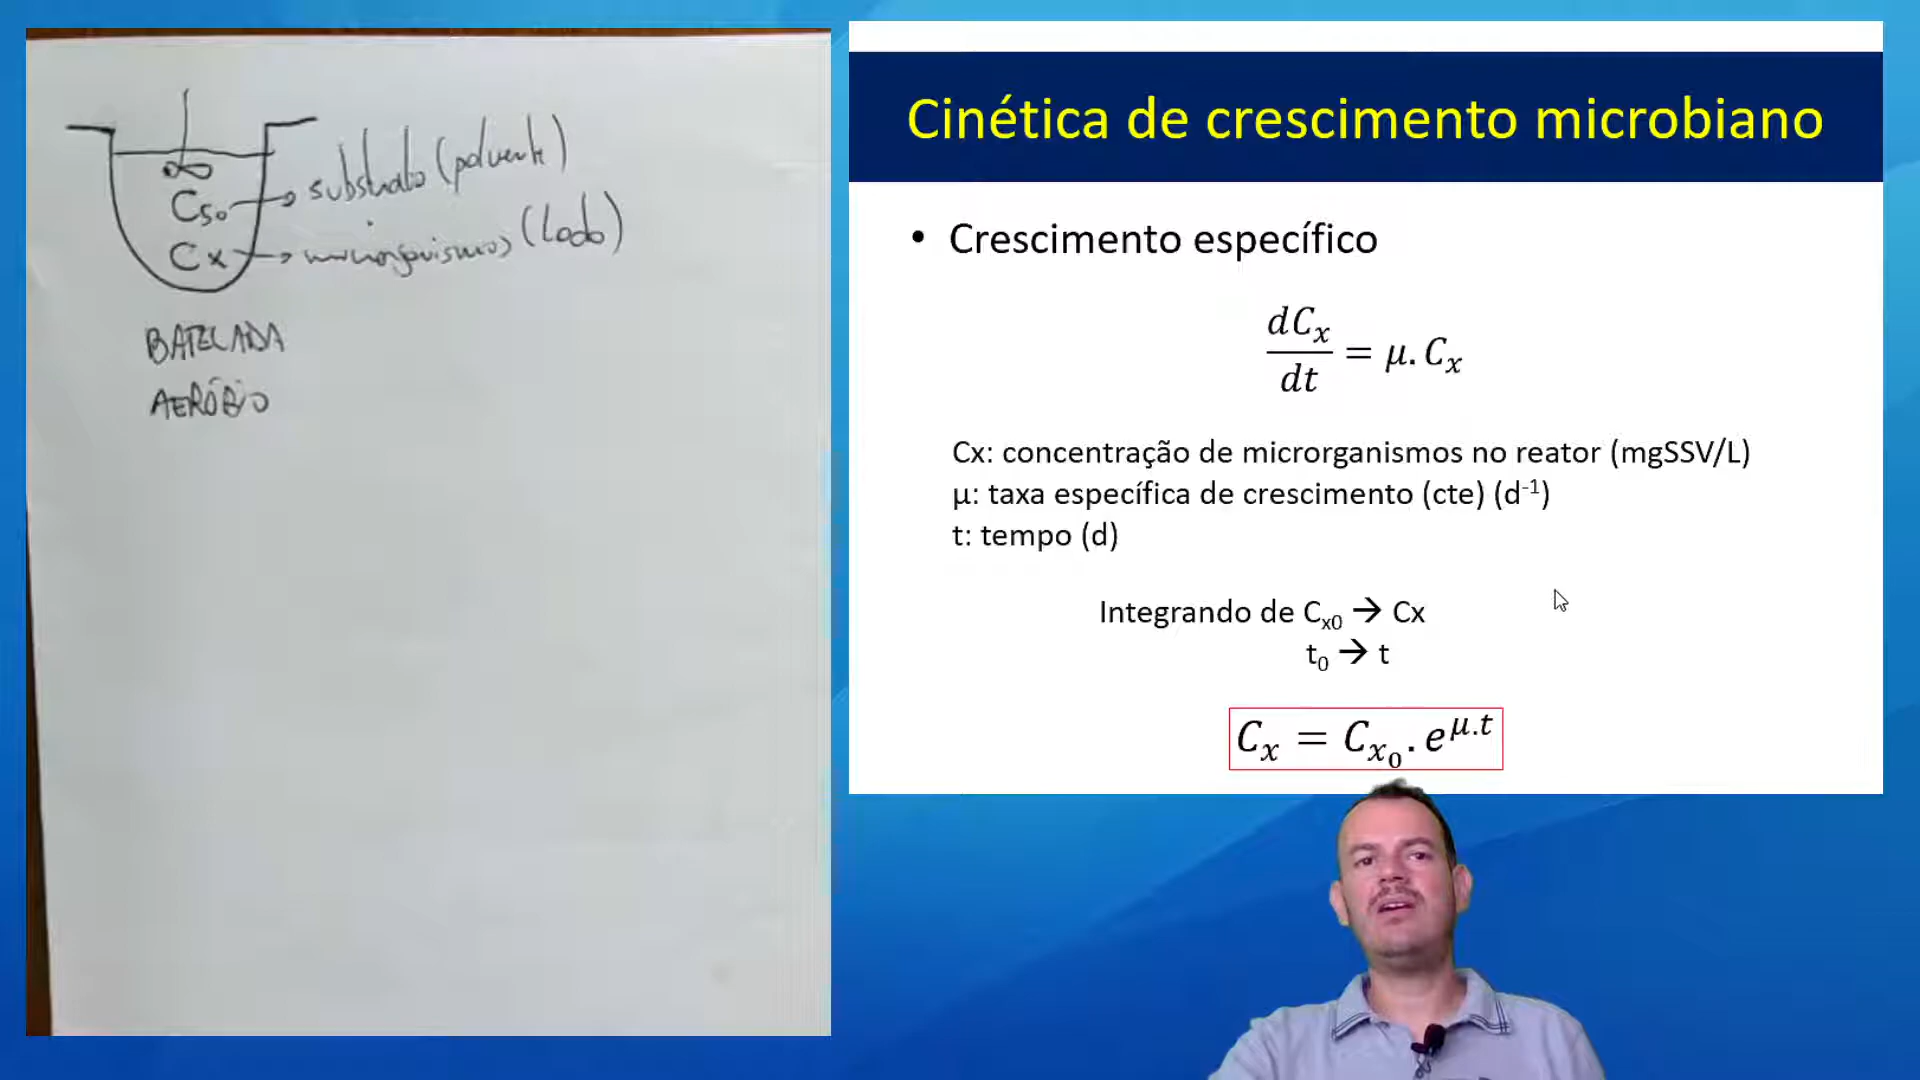 Cso → substrato (poluente)
Cx → microrganismos (lodo)
BATELADA
AERÓBIO
Cinética de crescimento microbiano
• Crescimento específico
dCₓ/dt = μ. Cₓ
Cx: concentração de microrganismos no reator (mgSSV/L)
μ: taxa específica de crescimento (cte) (d⁻¹)
t: tempo (d)
Integrando de Cₓ₀ → Cx
t₀ → t
Cₓ = Cₓ₀ . e^μ.t